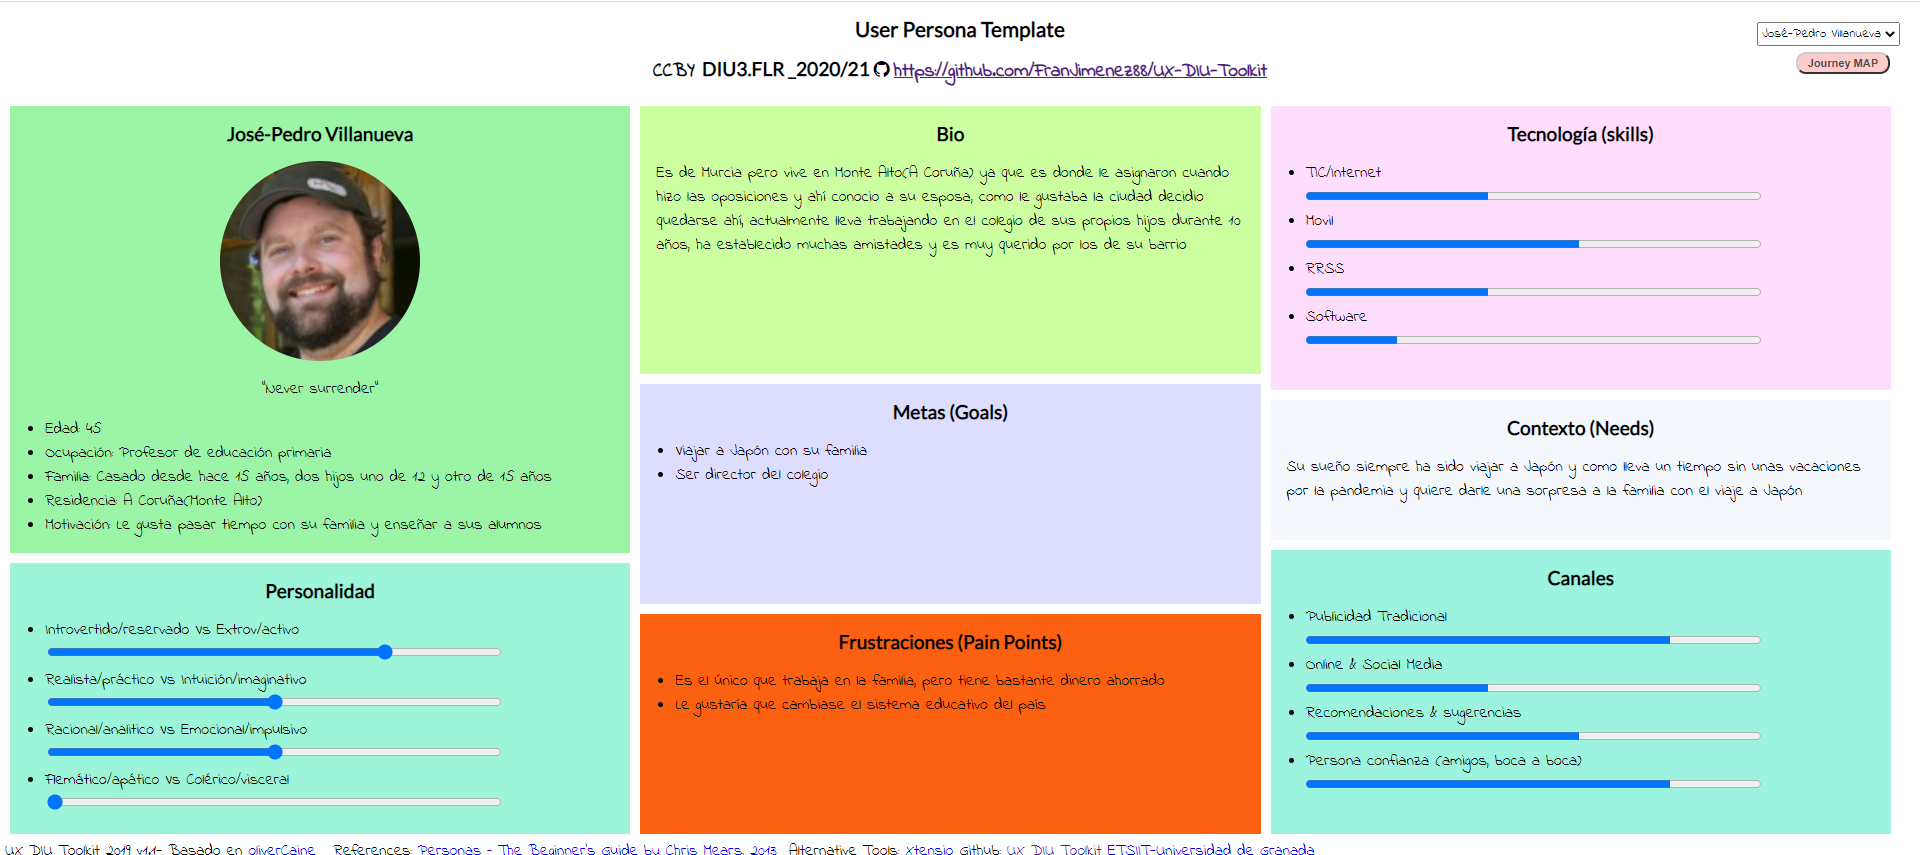 User Persona Template
José-Pedro Villanueva
CCBY DIU3.FLR_2020/21 https://github.com/FranJimenez88/UX-DIU-Toolkit
Journey MAP
José-Pedro Villanueva
"Never surrender"
Edad: 45
Ocupación: Profesor de educación primaria
Familia: Casado desde hace 15 años, dos hijos uno de 12 y otro de 15 años
Residencia: A Coruña(Monte Alto)
Motivación: Le gusta pasar tiempo con su familia y enseñar a sus alumnos
Personalidad
Introvertido/reservado Vs Extrov/activo
Realista/práctico Vs Intuición/imaginativo
Racional/analítico Vs Emocional/impulsivo
Flemático/apático Vs Colérico/visceral
Bio
Es de Murcia pero vive en Monte Alto(A Coruña) ya que es donde le asignaron cuando
hizo las oposiciones y ahí conocio a su esposa, como le gustaba la ciudad decidio
quedarse ahí, actualmente lleva trabajando en el colegio de sus propios hijos durante 10
años, ha establecido muchas amistades y es muy querido por los de su barrio
Metas (Goals)
Viajar a Japón con su familia
Ser director del colegio
Frustraciones (Pain Points)
Es el único que trabaja en la familia, pero tiene bastante dinero ahorrado
Le gustaría que cambiase el sistema educativo del país
Tecnología (skills)
TIC/Internet
Movil
RRSS
Software
Contexto (Needs)
Su sueño siempre ha sido viajar a Japón y como lleva un tiempo sin unas vacaciones
por la pandemia y quiere darle una sorpresa a la familia con el viaje a Japón
Canales
Publicidad Tradicional
Online & Social Media
Recomendaciones & sugerencias
Persona confianza (amigos, boca a boca)
UX DIU Toolkit 2019 v1.1- Basado en oliverCaine References: Personas - The Beginner's Guide by Chris Mears. 2013 Alternative Tools: Xtensio Github: UX DIU Toolkit ETSIIT-Universidad de Granada